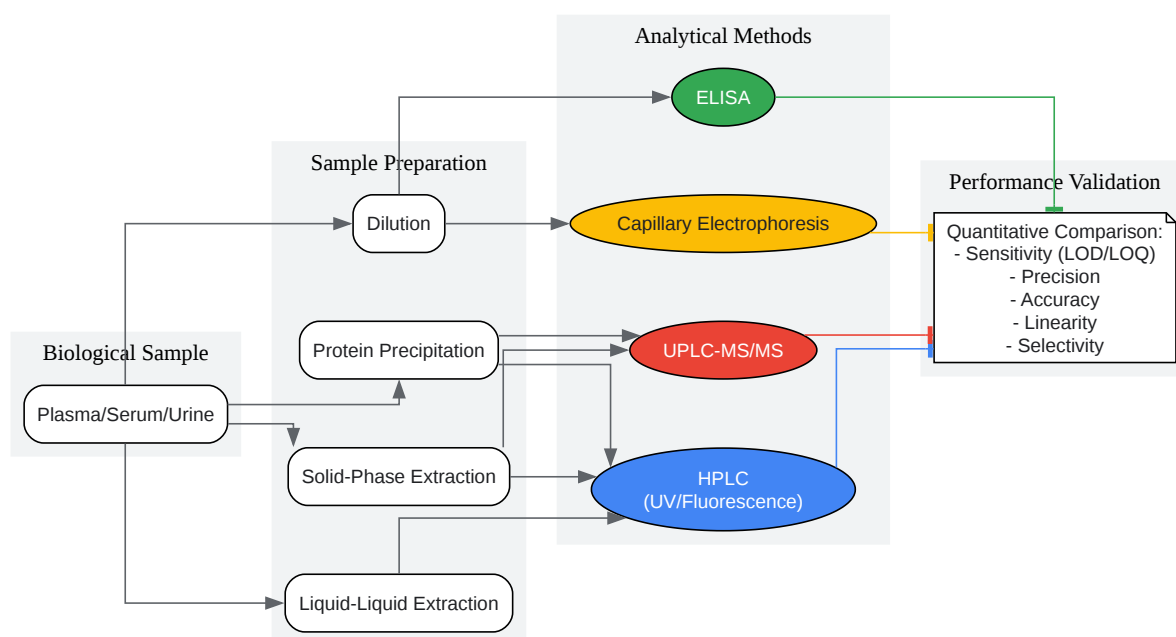 Biological Sample
Plasma/Serum/Urine
Sample Preparation
Dilution
Protein Precipitation
Solid-Phase Extraction
Liquid-Liquid Extraction
Analytical Methods
ELISA
Capillary Electrophoresis
UPLC-MS/MS
HPLC
(UV/Fluorescence)
Performance Validation
Quantitative Comparison:
- Sensitivity (LOD/LOQ)
- Precision
- Accuracy
- Linearity
- Selectivity